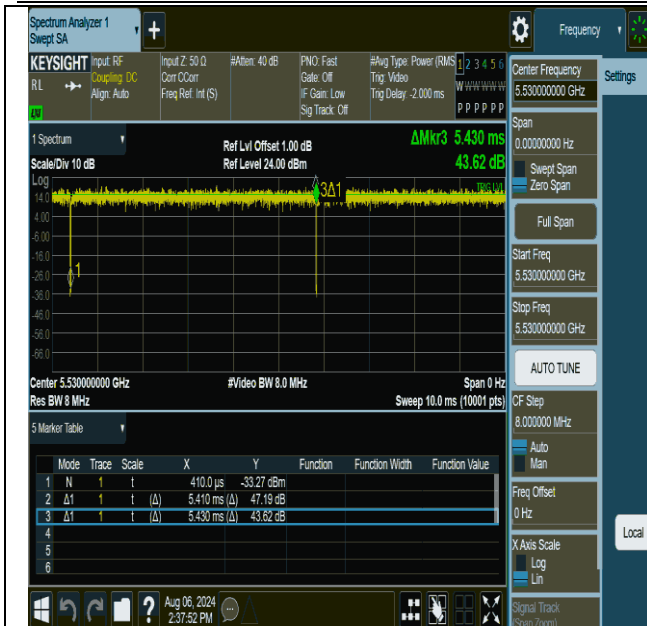 Spectrum Analyzer 1
Swept SA
Frequency
KEYSIGHT
RL
Input: RF
Coupling: DC
Align: Auto
Input Z: 50 Ω
Corr CCorr
Freq Ref: Int (S)
#Atten: 40 dB
PNO: Fast
Gate: Off
IF Gain: Low
Sig Track: Off
#Avg Type: Power (RMS
Trig: Video
Trig Delay: -2.000 ms
1 2 3 4 5 6
W W W W W W
P P P P P P
1 Spectrum
Scale/Div 10 dB
Log
Ref Lvl Offset 1.00 dB
Ref Level 24.00 dBm
ΔMkr3 5.430 ms
43.62 dB
TRIG LVL
3Δ1
1
14.0
4.00
-6.00
-16.0
-26.0
-36.0
-46.0
-56.0
-66.0
Center 5.53000000 GHz
Res BW 8 MHz
#Video BW 8.0 MHz
Span 0 Hz
Sweep 10.0 ms (10001 pts)
5 Marker Table
Mode Trace Scale X Y Function Function Width Function Value
1 N 1 t 410.0 µs -33.27 dBm
2 Δ1 1 t (Δ) 5.410 ms (Δ) 47.19 dB
3 Δ1 1 t (Δ) 5.430 ms (Δ) 43.62 dB
4
5
6
Aug 06, 2024
2:37:52 PM
Center Frequency
5.530000000 GHz
Settings
Span
0.00000000 Hz
Swept Span
Zero Span
Full Span
Start Freq
5.530000000 GHz
Stop Freq
5.530000000 GHz
AUTO TUNE
CF Step
8.000000 MHz
Auto
Man
Freq Offset
0 Hz
X Axis Scale
Log
Lin
Local
Signal Track
(Span Zoom)